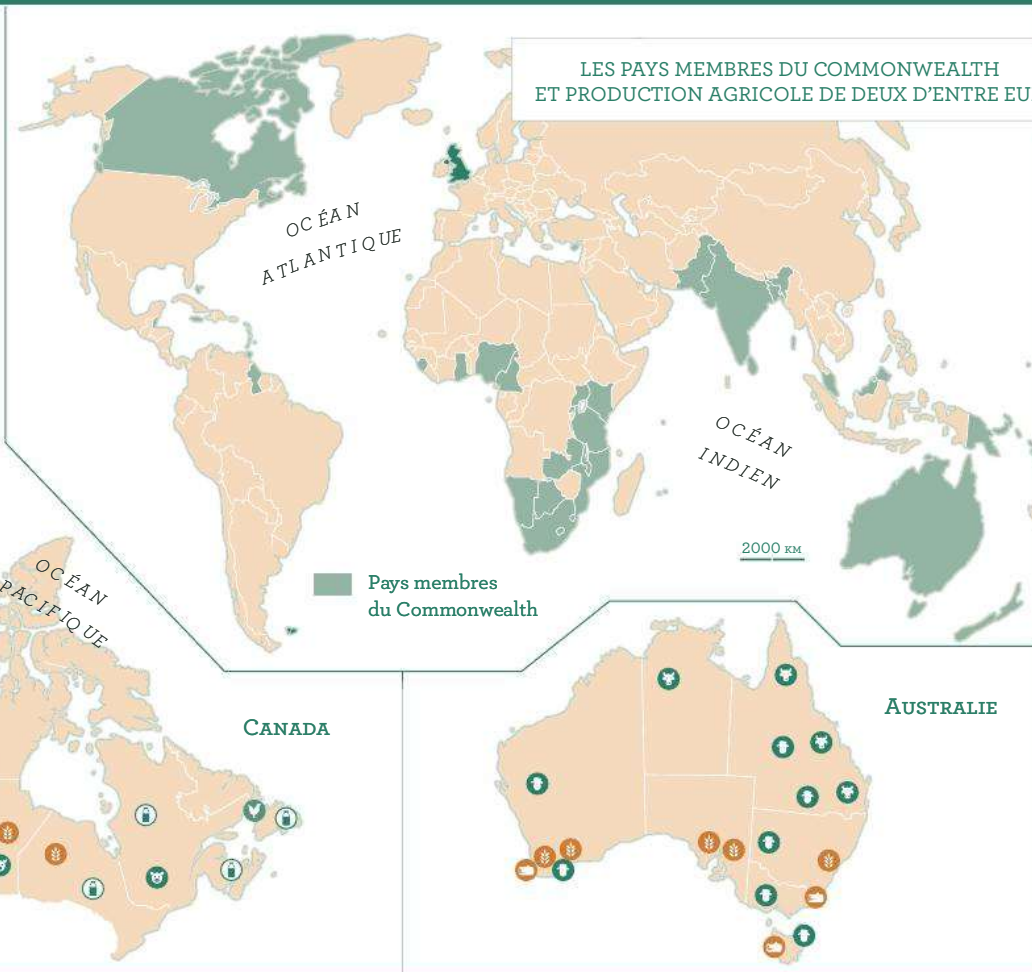 LES PAYS MEMBRES DU COMMONWEALTH
ET PRODUCTION AGRICOLE DE DEUX D'ENTRE EU
OCÉAN
ATLANTIQUE
OCÉAN
INDIEN
2000 KM
Pays membres
du Commonwealth
OCÉAN
PACIFIQUE
CANADA
AUSTRALIE